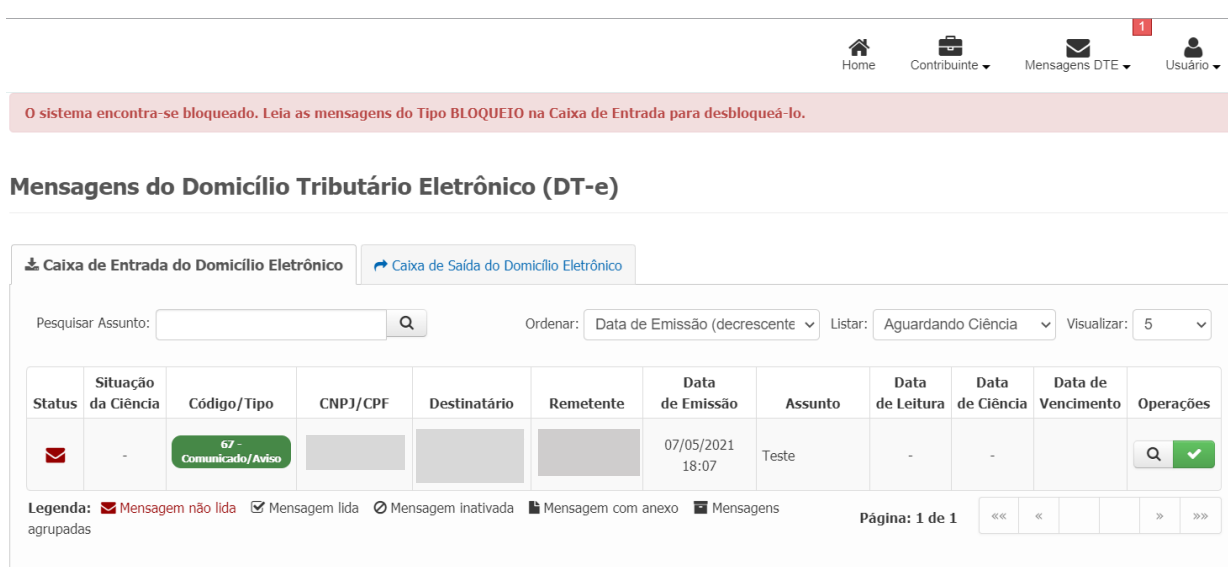 1
Home Contribuinte Mensagens DTE Usuário
O sistema encontra-se bloqueado. Leia as mensagens do Tipo BLOQUEIO na Caixa de Entrada para desbloqueá-lo.
Mensagens do Domicílio Tributário Eletrônico (DT-e)
Caixa de Entrada do Domicílio Eletrônico Caixa de Saída do Domicílio Eletrônico
Pesquisar Assunto: Ordenar: Data de Emissão (decrescente Listar: Aguardando Ciência Visualizar: 5
Status Situação da Ciência Código/Tipo CNPJ/CPF Destinatário Remetente Data de Emissão Assunto Data de Leitura Data de Ciência Data de Vencimento Operações
- 67 - Comunicado/Aviso 07/05/2021 18:07 Teste - -
Legenda: Mensagem não lida Mensagem lida Mensagem inativada Mensagem com anexo Mensagens
agrupadas
Página: 1 de 1 «« « » »»